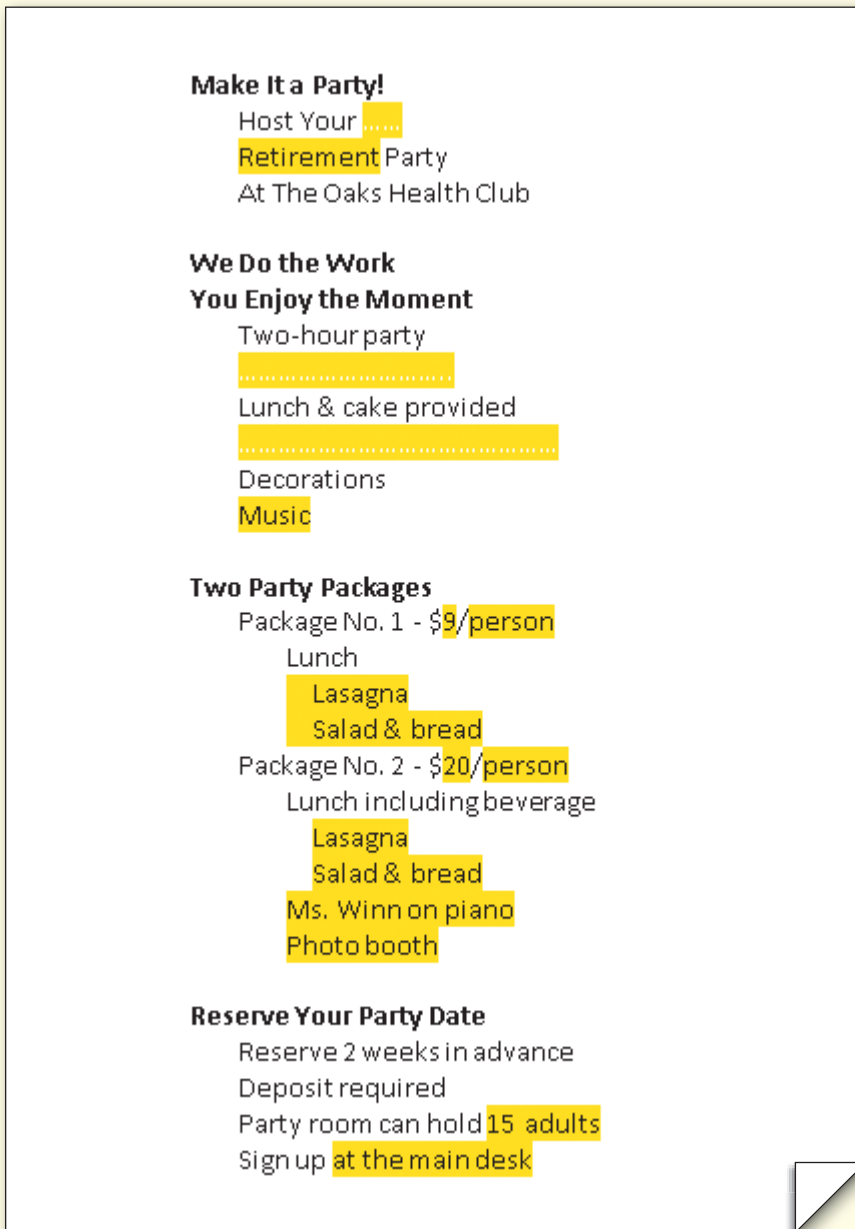 Make It a Party!
Host Your ……
Retirement Party
At The Oaks Health Club
We Do the Work
You Enjoy the Moment
Two-hour party
………………………..
Lunch & cake provided
………………………………………
Decorations
Music
Two Party Packages
Package No. 1 - $9/person
Lunch
Lasagna
Salad & bread
Package No. 2 - $20/person
Lunch including beverage
Lasagna
Salad & bread
Ms. Winn on piano
Photo booth
Reserve Your Party Date
Reserve 2 weeks in advance
Deposit required
Party room can hold 15 adults
Sign up at the main desk